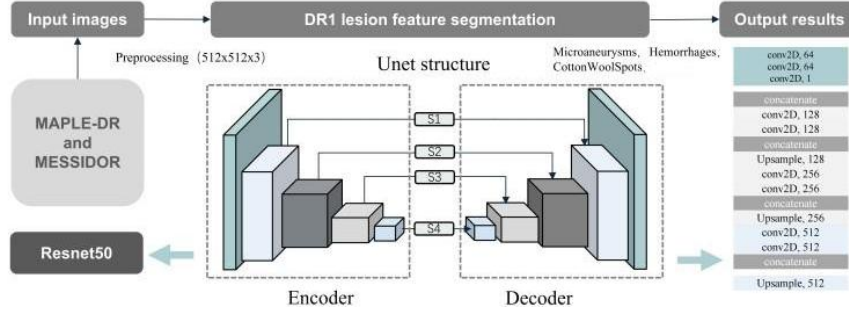 Input images
DR1 lesion feature segmentation
Output results
Preprocessing (512x512x3)
Unet structure
Microaneurysms, Hemorrhages,
CottonWoolSpots,
MAPLE-DR
and
MESSIDOR
S1
S2
S3
S4
Resnet50
Encoder
Decoder
conv2D, 64
conv2D, 64
conv2D, 1
concatenate
conv2D, 128
conv2D, 128
concatenate
Upsample, 128
conv2D, 256
conv2D, 256
concatenate
Upsample, 256
conv2D, 512
conv2D, 512
concatenate
Upsample, 512